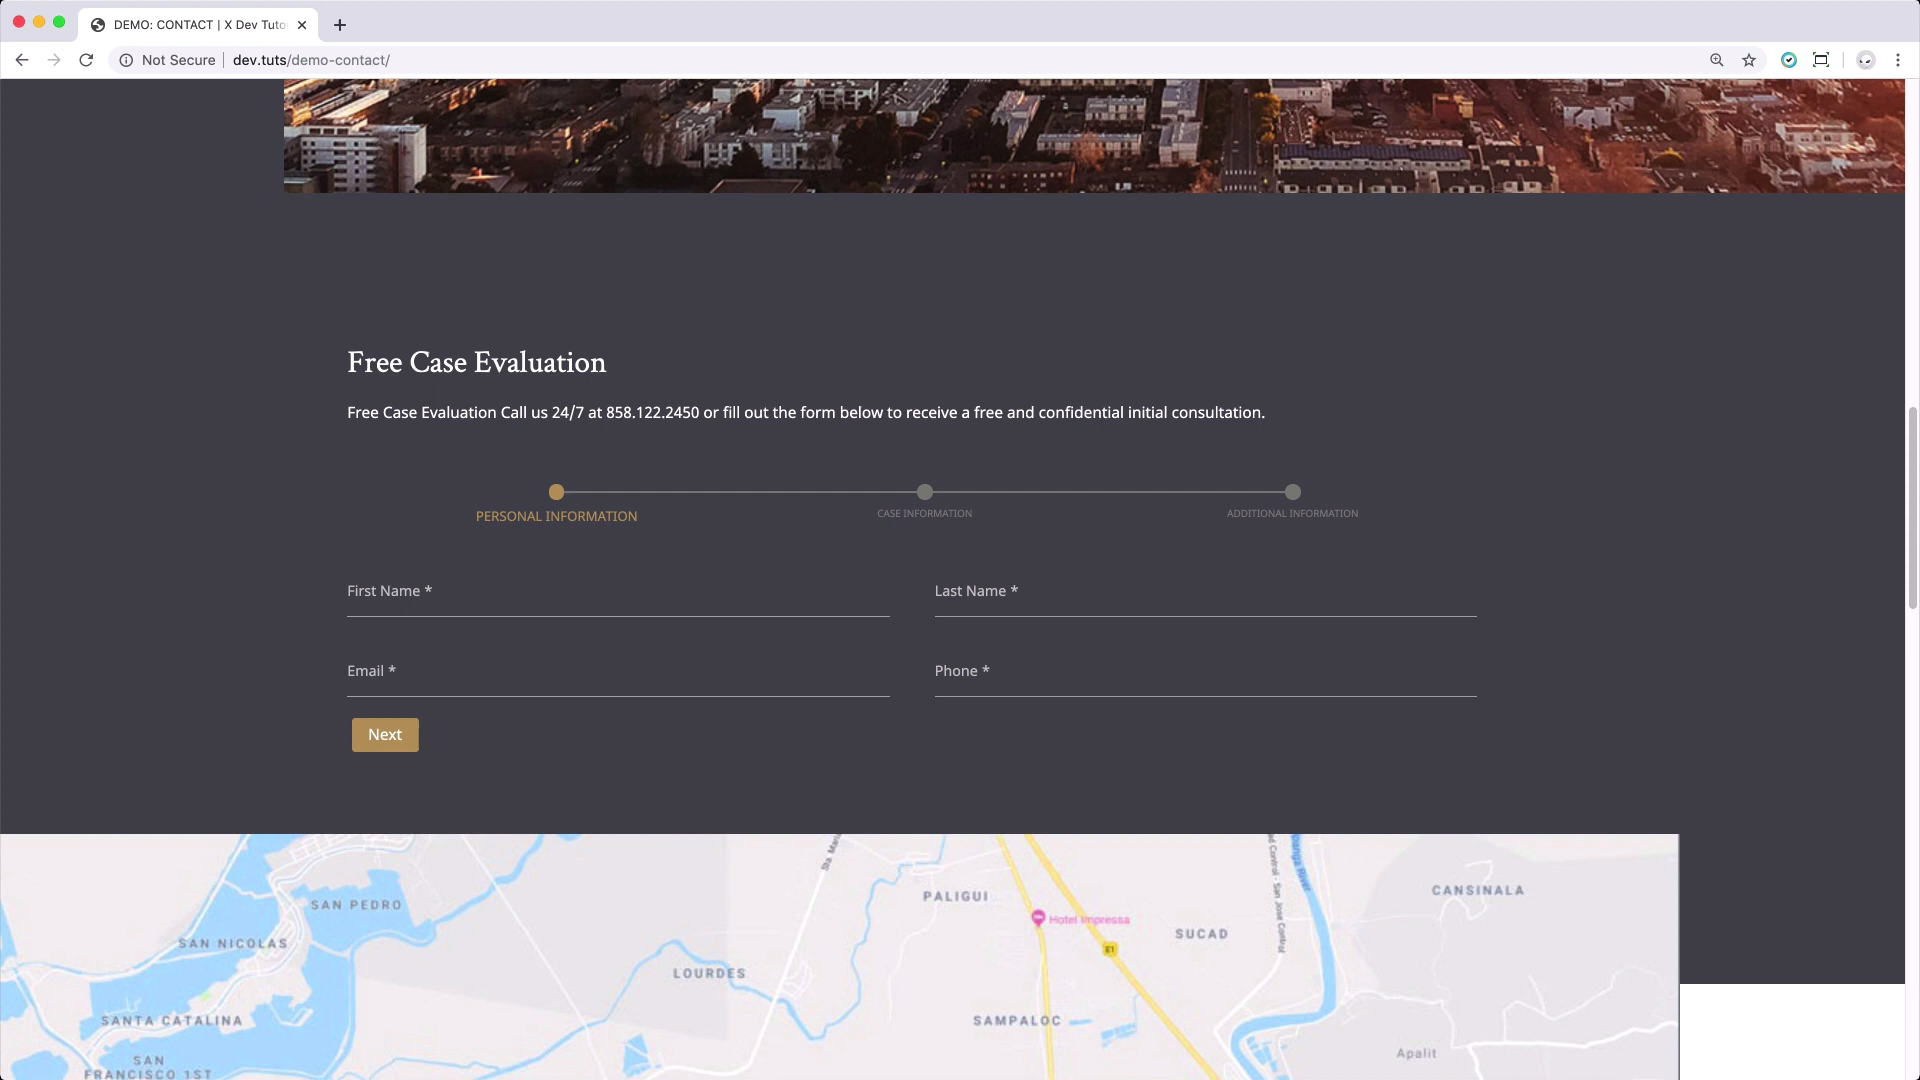 DEMO: CONTACT | X Dev Tuto
Not Secure
dev.tuts/demo-contact/
Free Case Evaluation
Free Case Evaluation Call us 24/7 at 858.122.2450 or fill out the form below to receive a free and confidential initial consultation.
PERSONAL INFORMATION
CASE INFORMATION
ADDITIONAL INFORMATION
First Name *
Last Name *
Email *
Phone *
Next
CANSINALA
PALIGUI
SAN PEDRO
Hotel Impressa
SUCAD
SAN NICOLAS
E1
LOURDES
SANTA CATALINA
SAMPALOC
Apalit
SAN
FRANCISCO 1ST